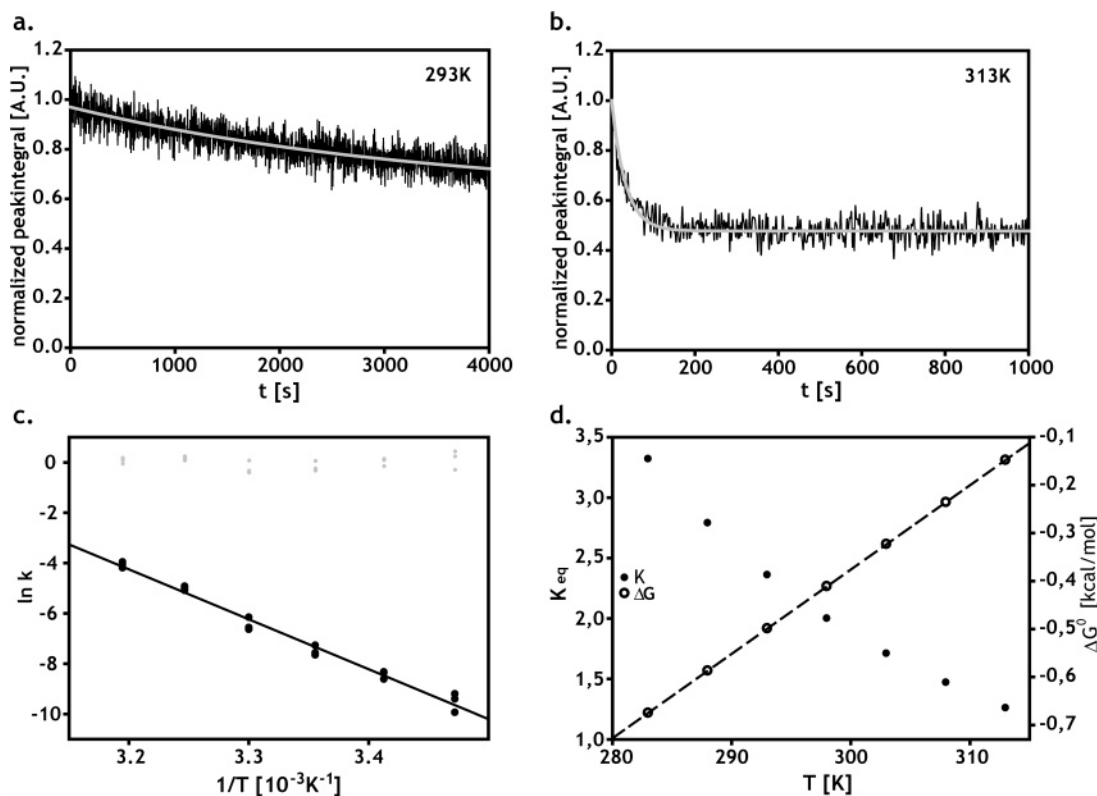 a.
normalized peakintegral [A.U.]
1.2
1.0
0.8
0.6
0.4
0.2
0.0
293K
0 1000 2000 3000 4000
t [s]
b.
normalized peakintegral [A.U.]
1.2
1.0
0.8
0.6
0.4
0.2
0.0
313K
0 200 400 600 800 1000
t [s]
c.
ln k
0
-2
-4
-6
-8
-10
3.2 3.3 3.4
1/T [10⁻³K⁻¹]
d.
K eq
3,5
3,0
2,5
2,0
1,5
1,0
K
ΔG
-0,1
-0,2
-0,3
-0,4
-0,5
-0,6
-0,7
ΔG⁰ [kcal/mol]
280 290 300 310
T [K]